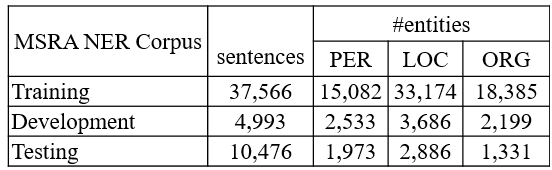 MSRA NER Corpus sentences #entities
PER LOC ORG
Training 37,566 15,082 33,174 18,385
Development 4,993 2,533 3,686 2,199
Testing 10,476 1,973 2,886 1,331